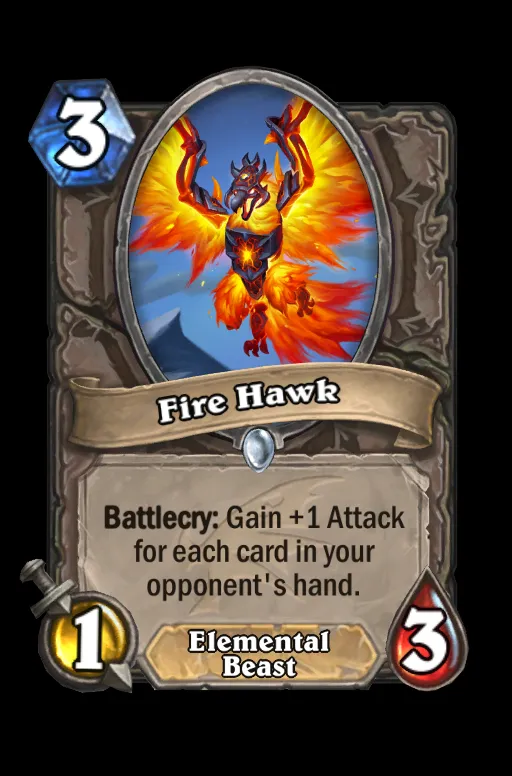 3
Fire Hawk
Battlecry: Gain +1 Attack
for each card in your
opponent's hand.
1
Elemental
Beast
3